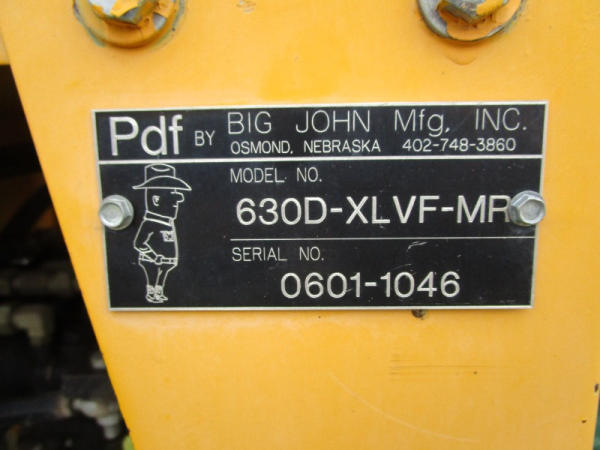 Pdf BY BIG JOHN Mfg, INC.
OSMOND, NEBRASKA 402-748-3860
MODEL NO.
630D-XLVF-MR
SERIAL NO.
0601-1046